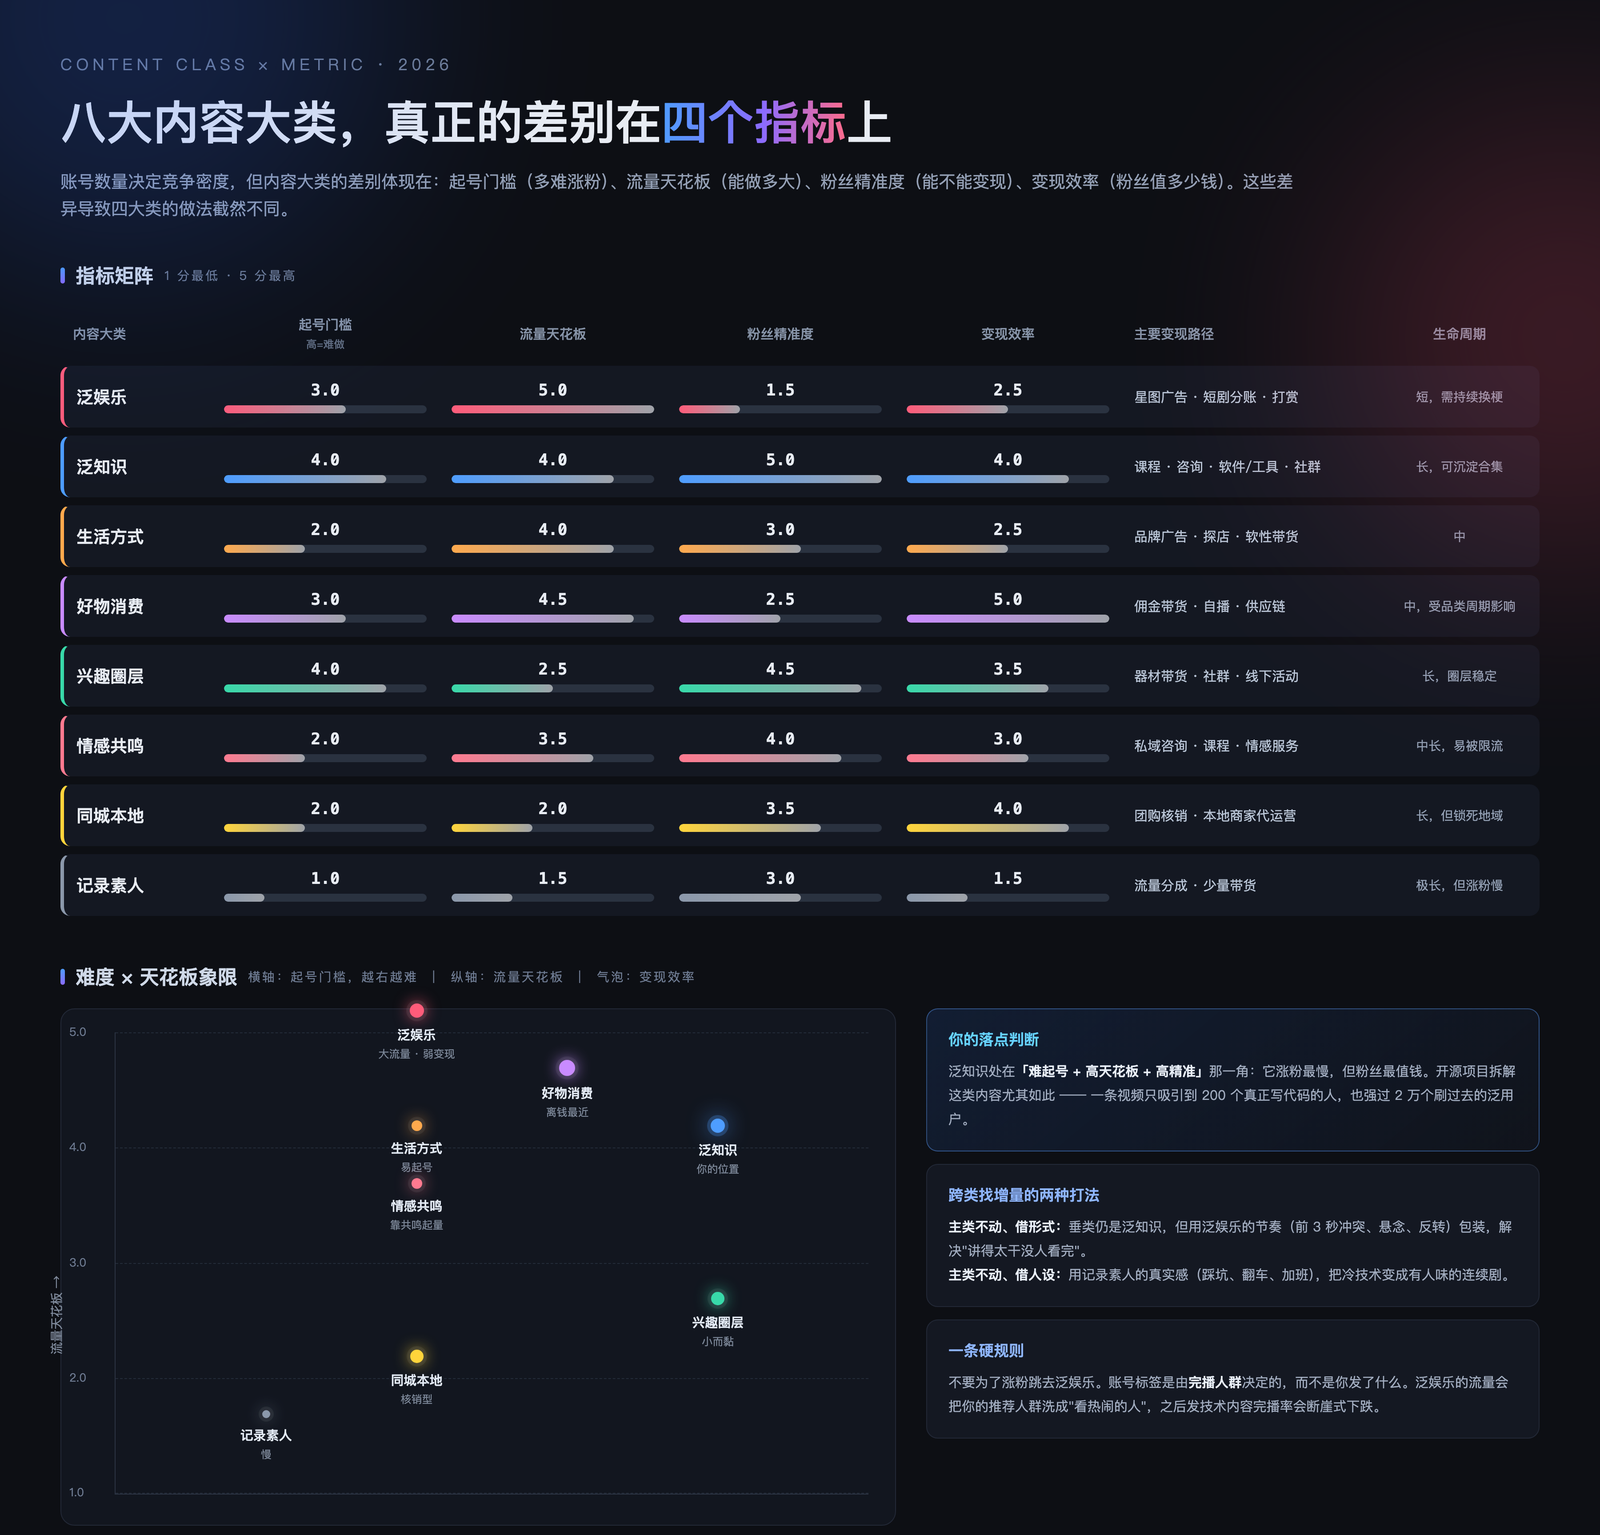 CONTENT CLASS × METRIC · 2026
八大内容大类，真正的差别在四个指标上
账号数量决定竞争密度，但内容大类的差别体现在：起号门槛（多难涨粉）、流量天花板（能做多大）、粉丝精准度（能不能变现）、变现效率（粉丝值多少钱）。这些差
异导致四大类的做法截然不同。
指标矩阵 1 分最低 · 5 分最高
内容大类 起号门槛 流量天花板 粉丝精准度 变现效率 主要变现路径 生命周期
高=难做
泛娱乐 3.0 5.0 1.5 2.5 星图广告 · 短剧分账 · 打赏 短，需持续换梗
泛知识 4.0 4.0 5.0 4.0 课程 · 咨询 · 软件/工具 · 社群 长，可沉淀合集
生活方式 2.0 4.0 3.0 2.5 品牌广告 · 探店 · 软性带货 中
好物消费 3.0 4.5 2.5 5.0 佣金带货 · 自播 · 供应链 中，受品类周期影响
兴趣圈层 4.0 2.5 4.5 3.5 器材带货 · 社群 · 线下活动 长，圈层稳定
情感共鸣 2.0 3.5 4.0 3.0 私域咨询 · 课程 · 情感服务 中长，易被限流
同城本地 2.0 2.0 3.5 4.0 团购核销 · 本地商家代运营 长，但锁死地域
记录素人 1.0 1.5 3.0 1.5 流量分成 · 少量带货 极长，但涨粉慢
难度 × 天花板象限 横轴：起号门槛，越右越难 ｜ 纵轴：流量天花板 ｜ 气泡：变现效率
5.0
泛娱乐
大流量 · 弱变现
好物消费
离钱最近
4.0
生活方式
易起号
泛知识
你的位置
情感共鸣
靠共鸣起量
3.0
流量天花板 →
兴趣圈层
小而黏
2.0
同城本地
核销型
记录素人
慢
1.0
你的落点判断
泛知识处在「难起号 + 高天花板 + 高精准」那一角：它涨粉最慢，但粉丝最值钱。开源项目拆解
这类内容尤其如此 —— 一条视频只吸引到 200 个真正写代码的人，也强过 2 万个刷过去的泛用
户。
跨类找增量的两种打法
主类不动、借形式：垂类仍是泛知识，但用泛娱乐的节奏（前 3 秒冲突、悬念、反转）包装，解
决"讲得太干没人看完"。
主类不动、借人设：用记录素人的真实感（踩坑、翻车、加班），把冷技术变成有人味的连续剧。
一条硬规则
不要为了涨粉跳去泛娱乐。账号标签是由完播人群决定的，而不是你发了什么。泛娱乐的流量会
把你的推荐人群洗成"看热闹的人"，之后发技术内容完播率会断崖式下跌。